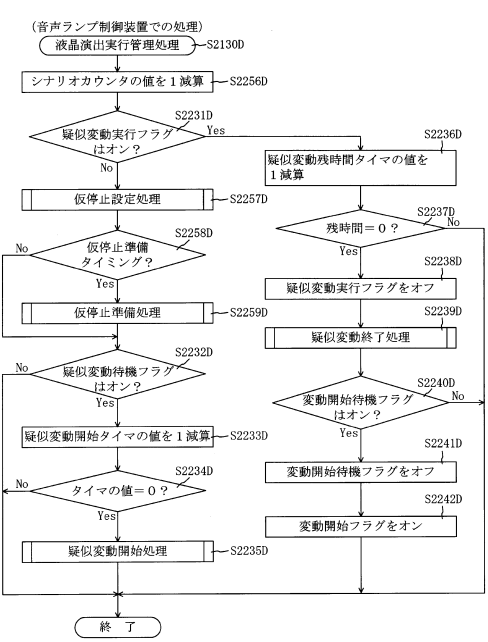 (音声ランプ制御装置での処理)
液晶演出実行管理処理
S2130D
シナリオカウンタの値を1減算
S2256D
S2231D
疑似変動実行フラグ
はオン?
Yes
No
仮停止設定処理
S2257D
S2258D
仮停止準備
タイミング?
No
Yes
仮停止準備処理
S2259D
S2232D
疑似変動待機フラグ
はオン?
No
Yes
疑似変動開始タイマの値を1減算
S2233D
S2234D
タイマの値=0?
No
Yes
疑似変動開始処理
S2235D
終 了
S2236D
疑似変動残時間タイマの値を
1減算
S2237D
残時間=0?
No
Yes
S2238D
疑似変動実行フラグをオフ
S2239D
疑似変動終了処理
S2240D
変動開始待機フラグ
はオン?
No
Yes
S2241D
変動開始待機フラグをオフ
S2242D
変動開始フラグをオン